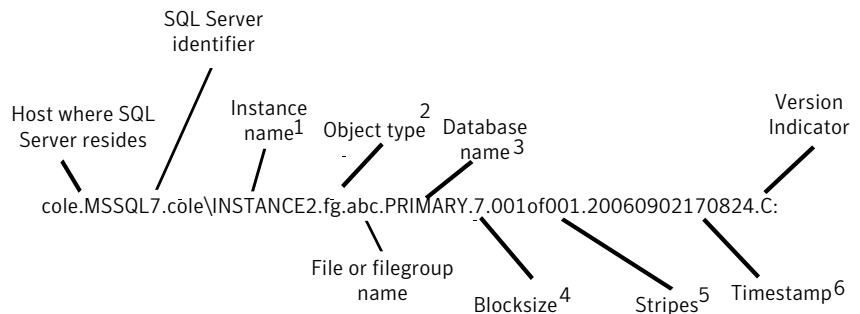 SQL Server
identifier
Host where SQL
Server resides
Instance
name1
Object type2
Database
name3
Version
Indicator
cole.MSSQL7.cole\INSTANCE2.fg.abc.PRIMARY.7.001of001.20060902170824.C:
File or filegroup
name
Blocksize4
Stripes5
Timestamp6